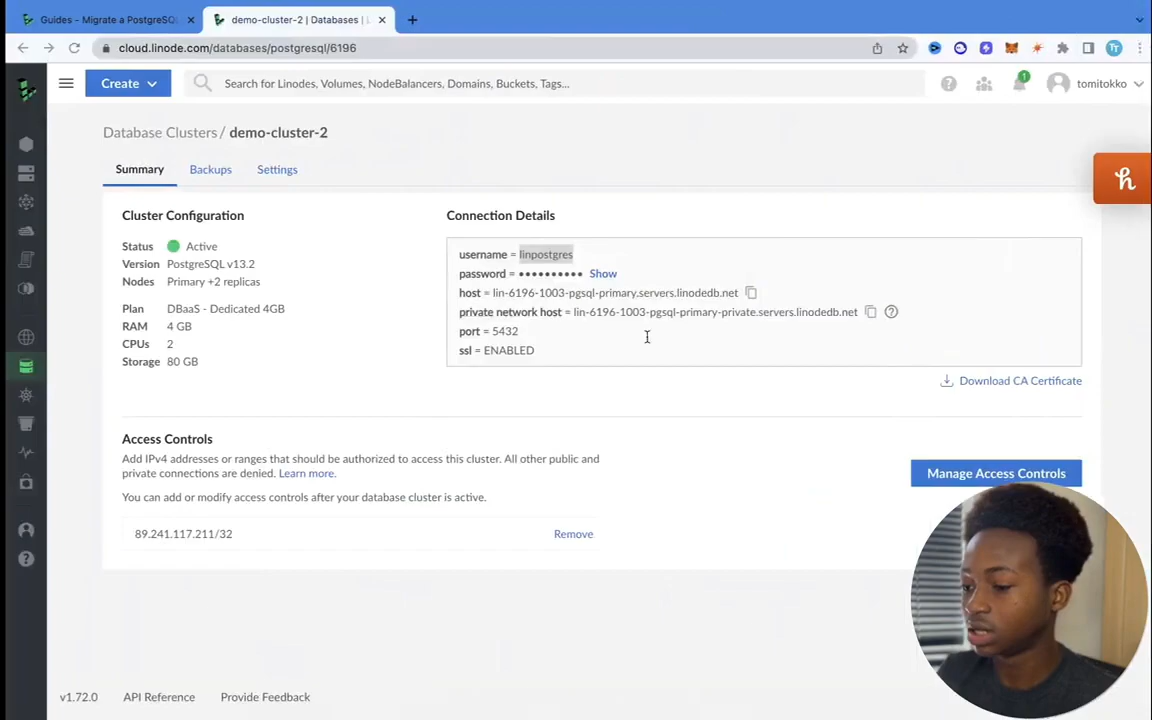 Guides - Migrate a PostgreSQL
demo-cluster-2 | Databases |
cloud.linode.com/databases/postgresql/6196
TT
Create
Search for Linodes, Volumes, NodeBalancers, Domains, Buckets, Tags...
1
tomitokko
Database Clusters / demo-cluster-2
Summary
Backups
Settings
Cluster Configuration
Status Active
Version PostgreSQL v13.2
Nodes Primary +2 replicas
Plan DBaaS - Dedicated 4GB
RAM 4 GB
CPUs 2
Storage 80 GB
Connection Details
username = linpostgres
password = •••••••••• Show
host = lin-6196-1003-pgsql-primary.servers.linodedb.net
private network host = lin-6196-1003-pgsql-primary-private.servers.linodedb.net
port = 5432
ssl = ENABLED
Download CA Certificate
Access Controls
Add IPv4 addresses or ranges that should be authorized to access this cluster. All other public and
private connections are denied. Learn more.
You can add or modify access controls after your database cluster is active.
Manage Access Controls
89.241.117.211/32
Remove
v1.72.0
API Reference
Provide Feedback